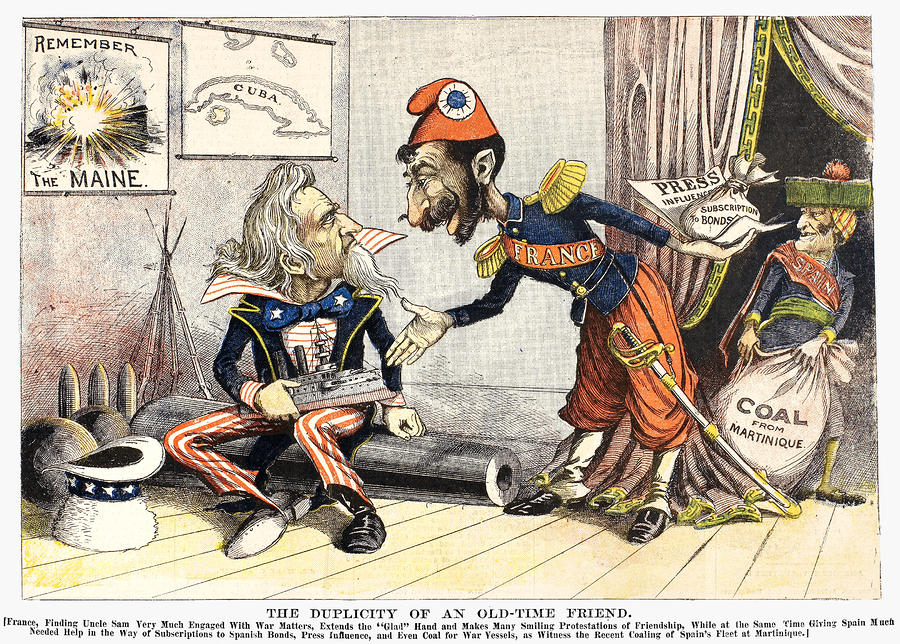 REMEMBER
THE MAINE.
CUBA.
FRANCE
PRESS
INFLUENCE
SUBSCRIPTION
TO BONDS
SPAIN
COAL
FROM
MARTINIQUE.
THE DUPLICITY OF AN OLD-TIME FRIEND.
[France, Finding Uncle Sam Very Much Engaged With War Matters, Extends the "Glad" Hand and Makes Many Smiling Protestations of Friendship, While at the Same Time Giving Spain Much
Needed Help in the Way of Subscriptions to Spanish Bonds, Press Influence, and Even Coal for War Vessels, as Witness the Recent Coaling of Spain's Fleet at Martinique.]